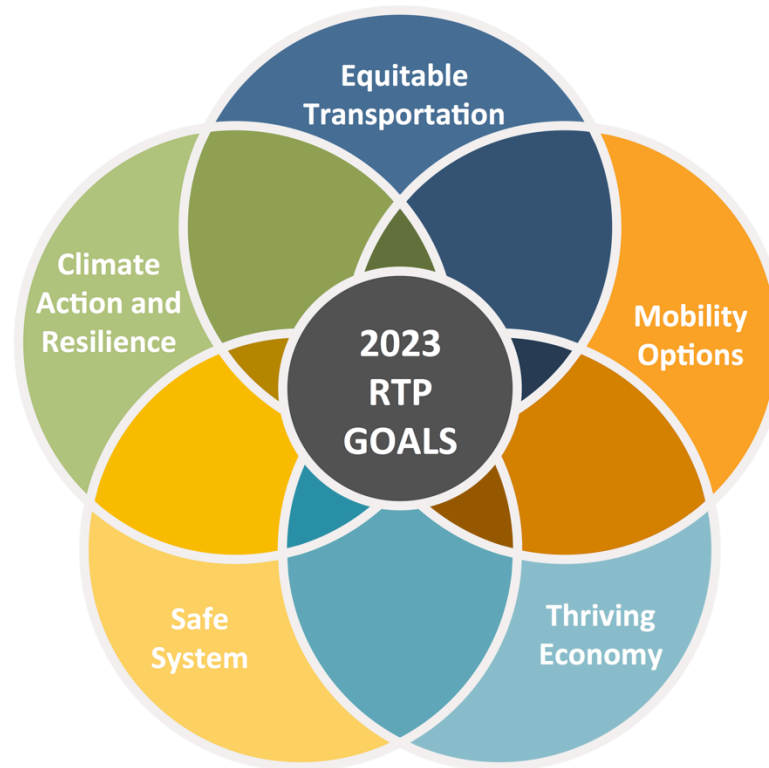 Equitable
Transportation
Climate
Action and
Resilience
Mobility
Options
2023
RTP
GOALS
Safe
System
Thriving
Economy